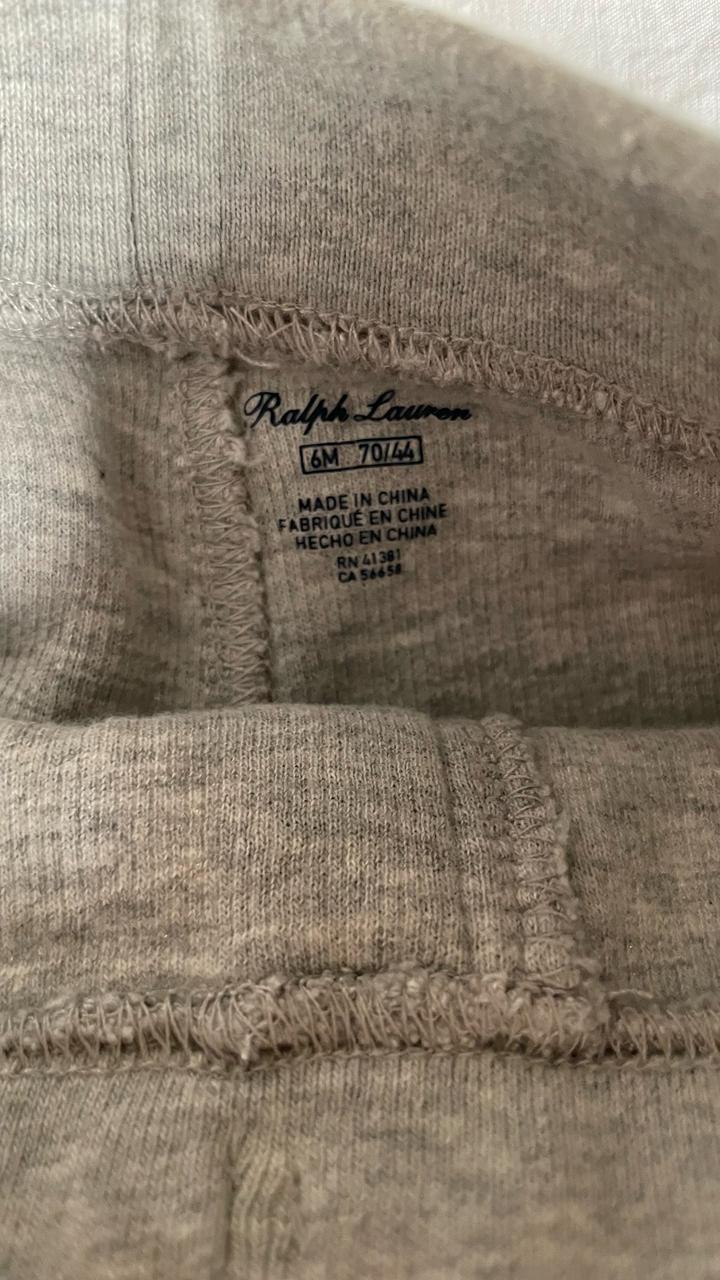 Ralph Lauren
6M 70/44
MADE IN CHINA
FABRIQUÉ EN CHINE
HECHO EN CHINA
RN 41381
CA 56658